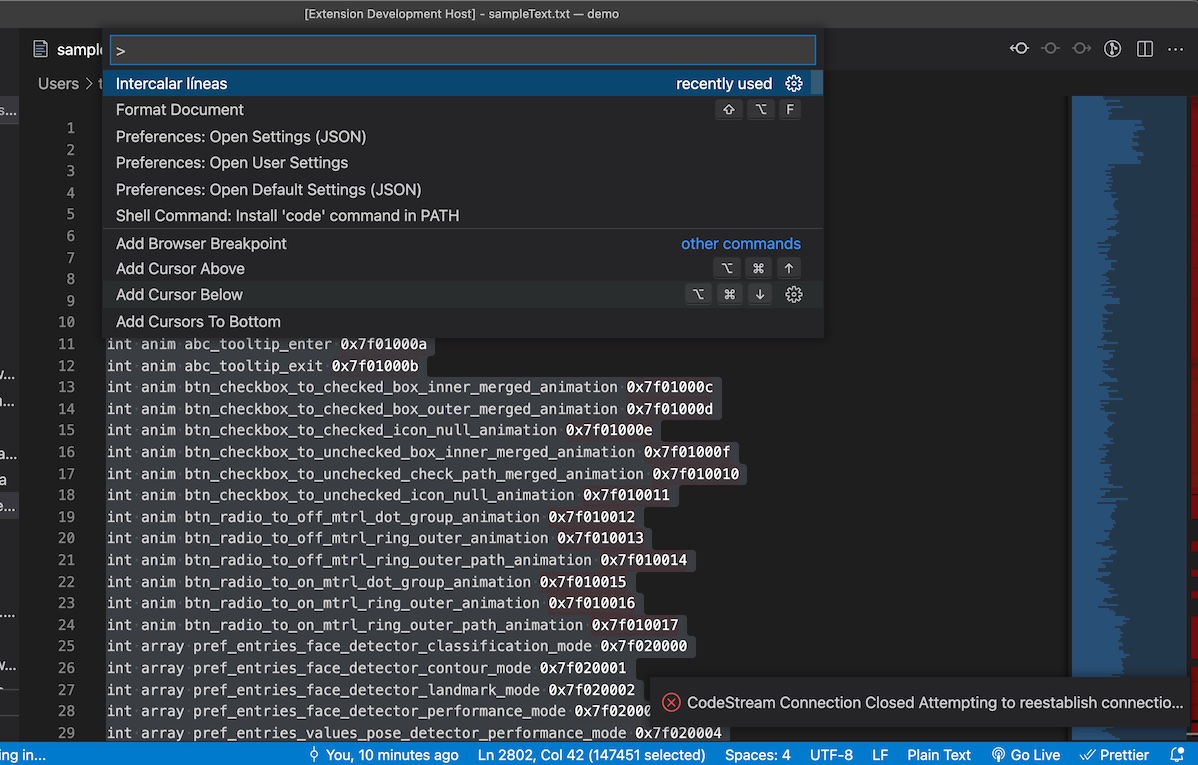 [Extension Development Host] - sampleText.txt — demo
>
Users >
Intercalar líneas recently used
Format Document F
Preferences: Open Settings (JSON)
Preferences: Open User Settings
Preferences: Open Default Settings (JSON)
Shell Command: Install 'code' command in PATH
Add Browser Breakpoint other commands
Add Cursor Above ⌥ ⌘ ↑
Add Cursor Below ⌥ ⌘ ↓
Add Cursors To Bottom
1
2
3
4
5
6
7
8
9
10
11 int anim abc_tooltip_enter 0x7f01000a
12 int anim abc_tooltip_exit 0x7f01000b
13 int anim btn_checkbox_to_checked_box_inner_merged_animation 0x7f01000c
14 int anim btn_checkbox_to_checked_box_outer_merged_animation 0x7f01000d
15 int anim btn_checkbox_to_checked_icon_null_animation 0x7f01000e
16 int anim btn_checkbox_to_unchecked_box_inner_merged_animation 0x7f01000f
17 int anim btn_checkbox_to_unchecked_check_path_merged_animation 0x7f010010
18 int anim btn_checkbox_to_unchecked_icon_null_animation 0x7f010011
19 int anim btn_radio_to_off_mtrl_dot_group_animation 0x7f010012
20 int anim btn_radio_to_off_mtrl_ring_outer_animation 0x7f010013
21 int anim btn_radio_to_off_mtrl_ring_outer_path_animation 0x7f010014
22 int anim btn_radio_to_on_mtrl_dot_group_animation 0x7f010015
23 int anim btn_radio_to_on_mtrl_ring_outer_animation 0x7f010016
24 int anim btn_radio_to_on_mtrl_ring_outer_path_animation 0x7f010017
25 int array pref_entries_face_detector_classification_mode 0x7f020000
26 int array pref_entries_face_detector_contour_mode 0x7f020001
27 int array pref_entries_face_detector_landmark_mode 0x7f020002
28 int array pref_entries_face_detector_performance_mode 0x7f02000
29 int array pref_entries_values_pose_detector_performance_mode 0x7f020004
CodeStream Connection Closed Attempting to reestablish connectio...
ng in... You, 10 minutes ago Ln 2802, Col 42 (147451 selected) Spaces: 4 UTF-8 LF Plain Text Go Live Prettier